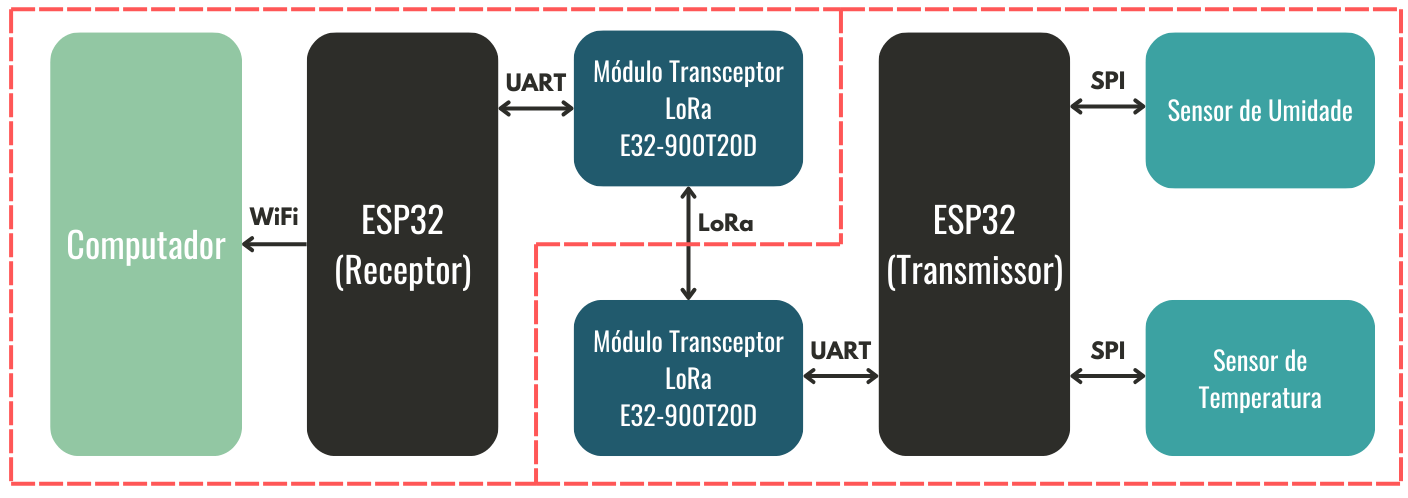 Computador
WiFi
ESP32
(Receptor)
UART
Módulo Transceptor
LoRa
E32-900T20D
LoRa
Módulo Transceptor
LoRa
E32-900T20D
UART
ESP32
(Transmissor)
SPI
Sensor de Umidade
SPI
Sensor de
Temperatura